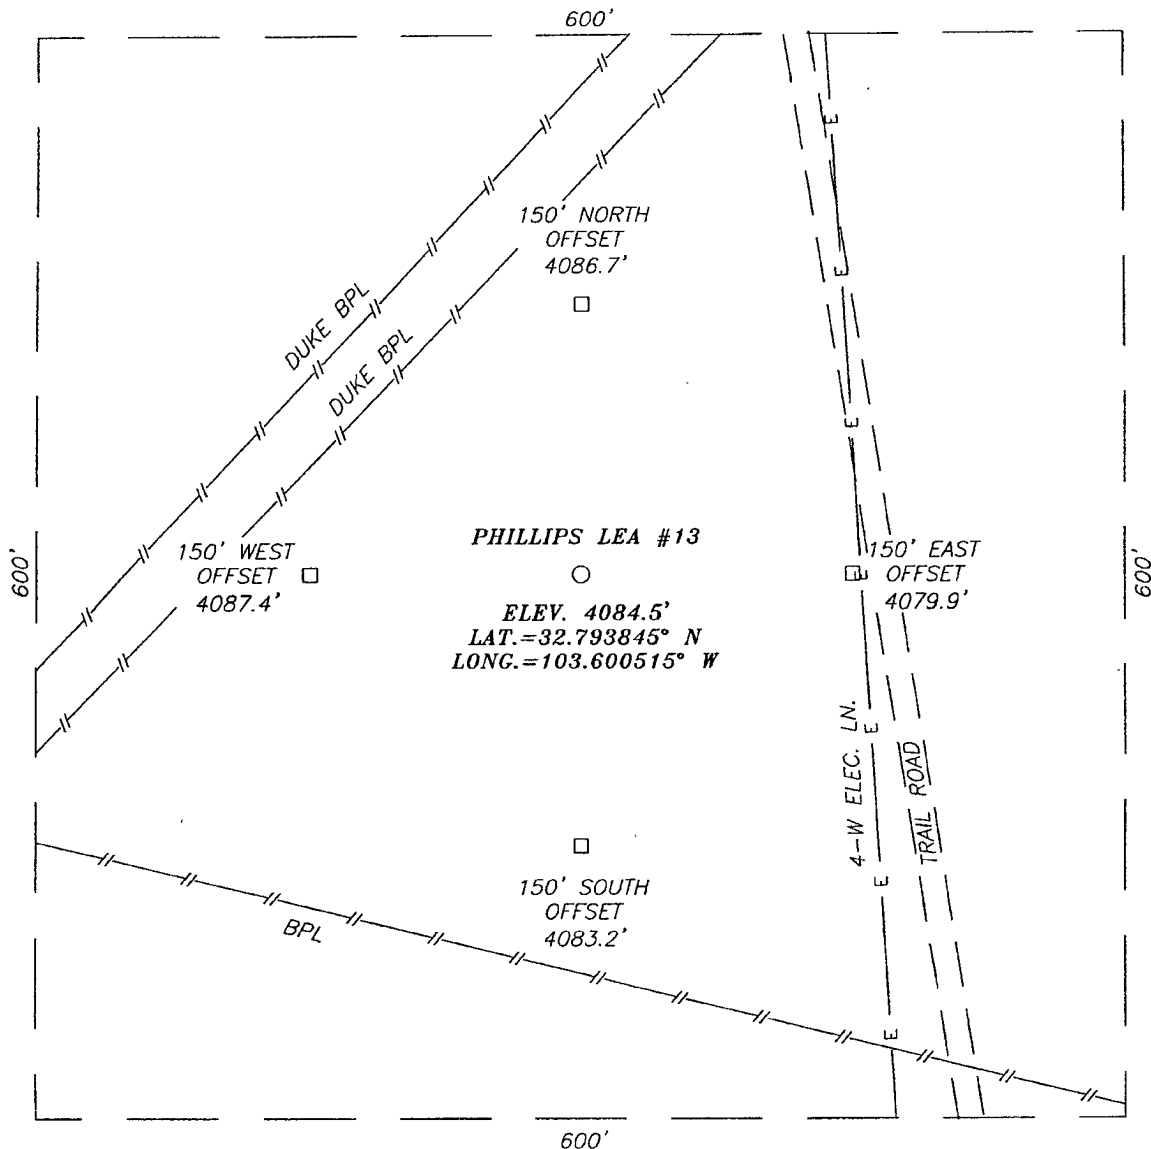 600'
150' NORTH
OFFSET
4086.7'
DUKE BPL
DUKE BPL
600'
150' WEST
OFFSET
4087.4'
PHILLIPS LEA #13
ELEV. 4084.5'
LAT.=32.793845° N
LONG.=103.600515° W
150' EAST
OFFSET
4079.9'
600'
4-W ELEC. LN.
TRAIL ROAD
150' SOUTH
OFFSET
4083.2'
BPL
E
E
E
E
E
E
E
600'